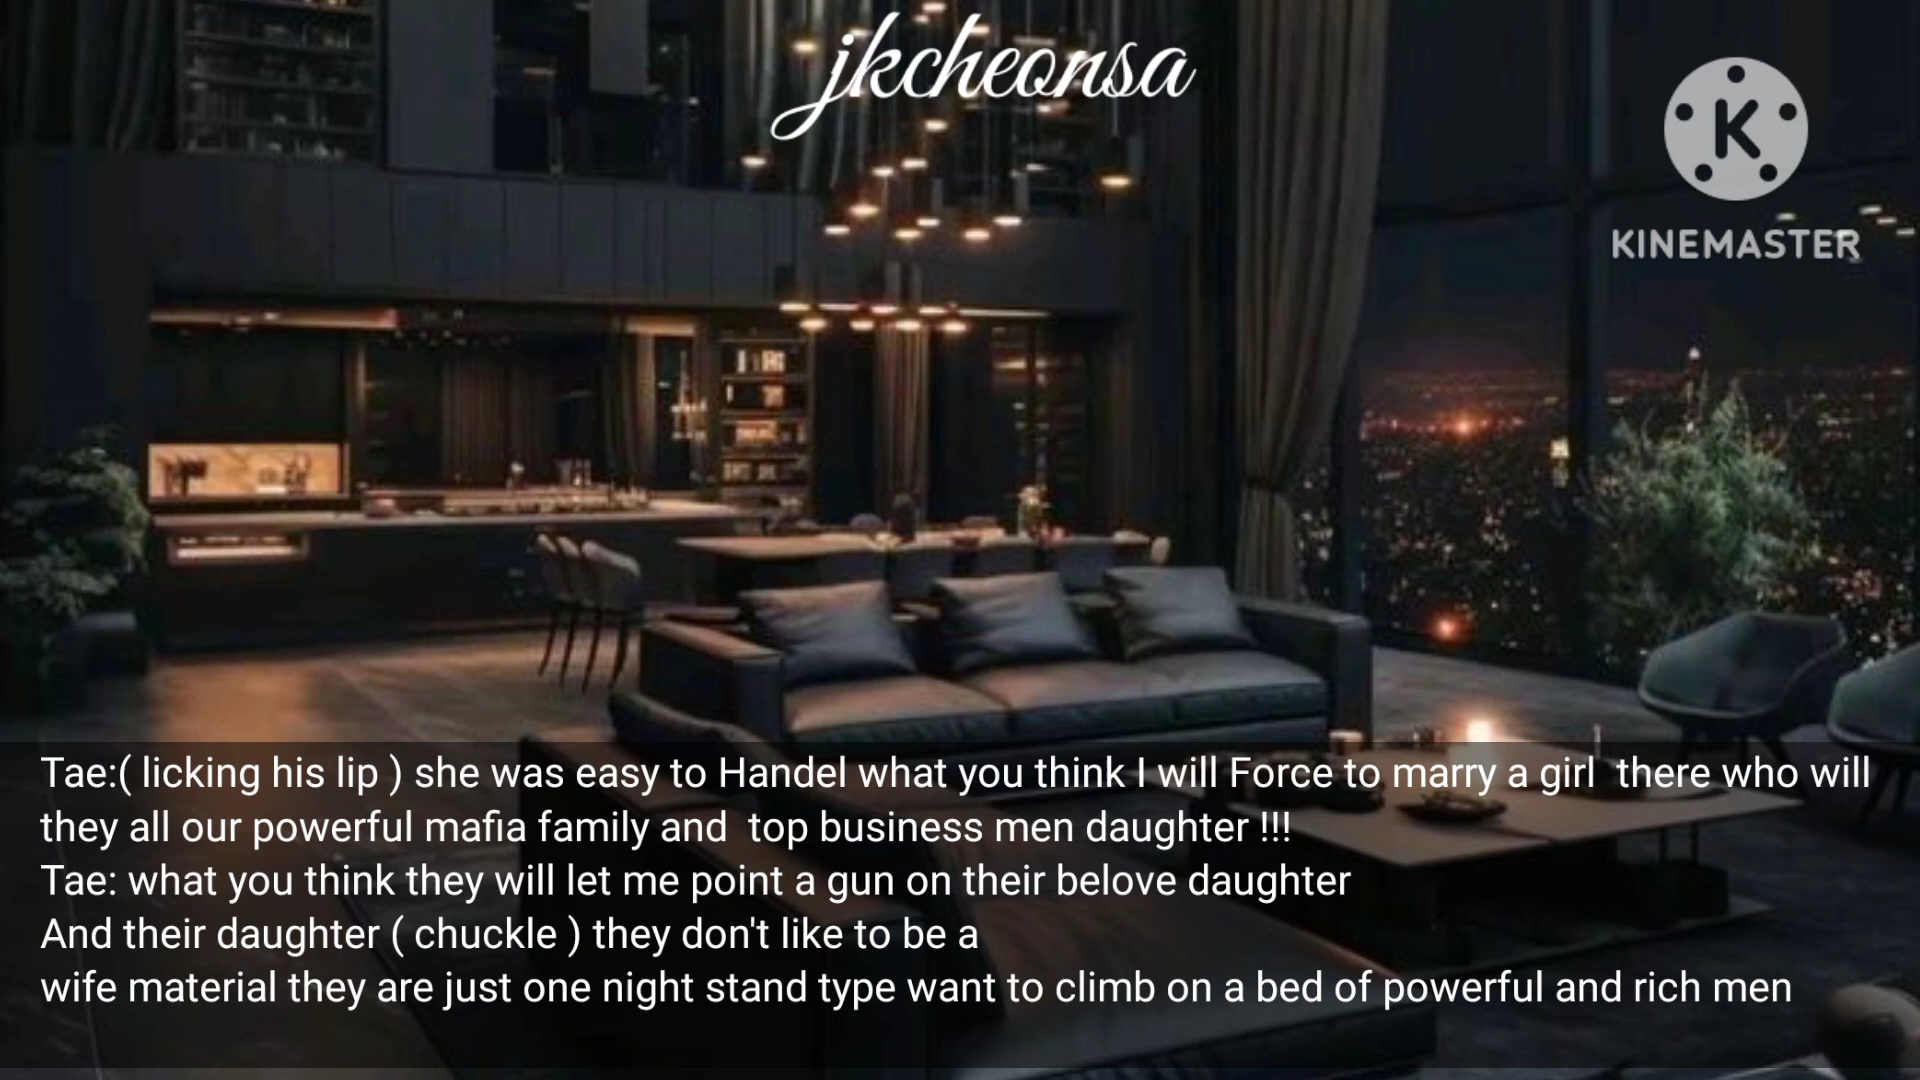 jkcheonsa
K
KINEMASTER
Tae:( licking his lip ) she was easy to Handel what you think I will Force to marry a girl  there who will
they all our powerful mafia family and  top business men daughter !!!
Tae: what you think they will let me point a gun on their belove daughter
And their daughter ( chuckle ) they don't like to be a
wife material they are just one night stand type want to climb on a bed of powerful and rich men